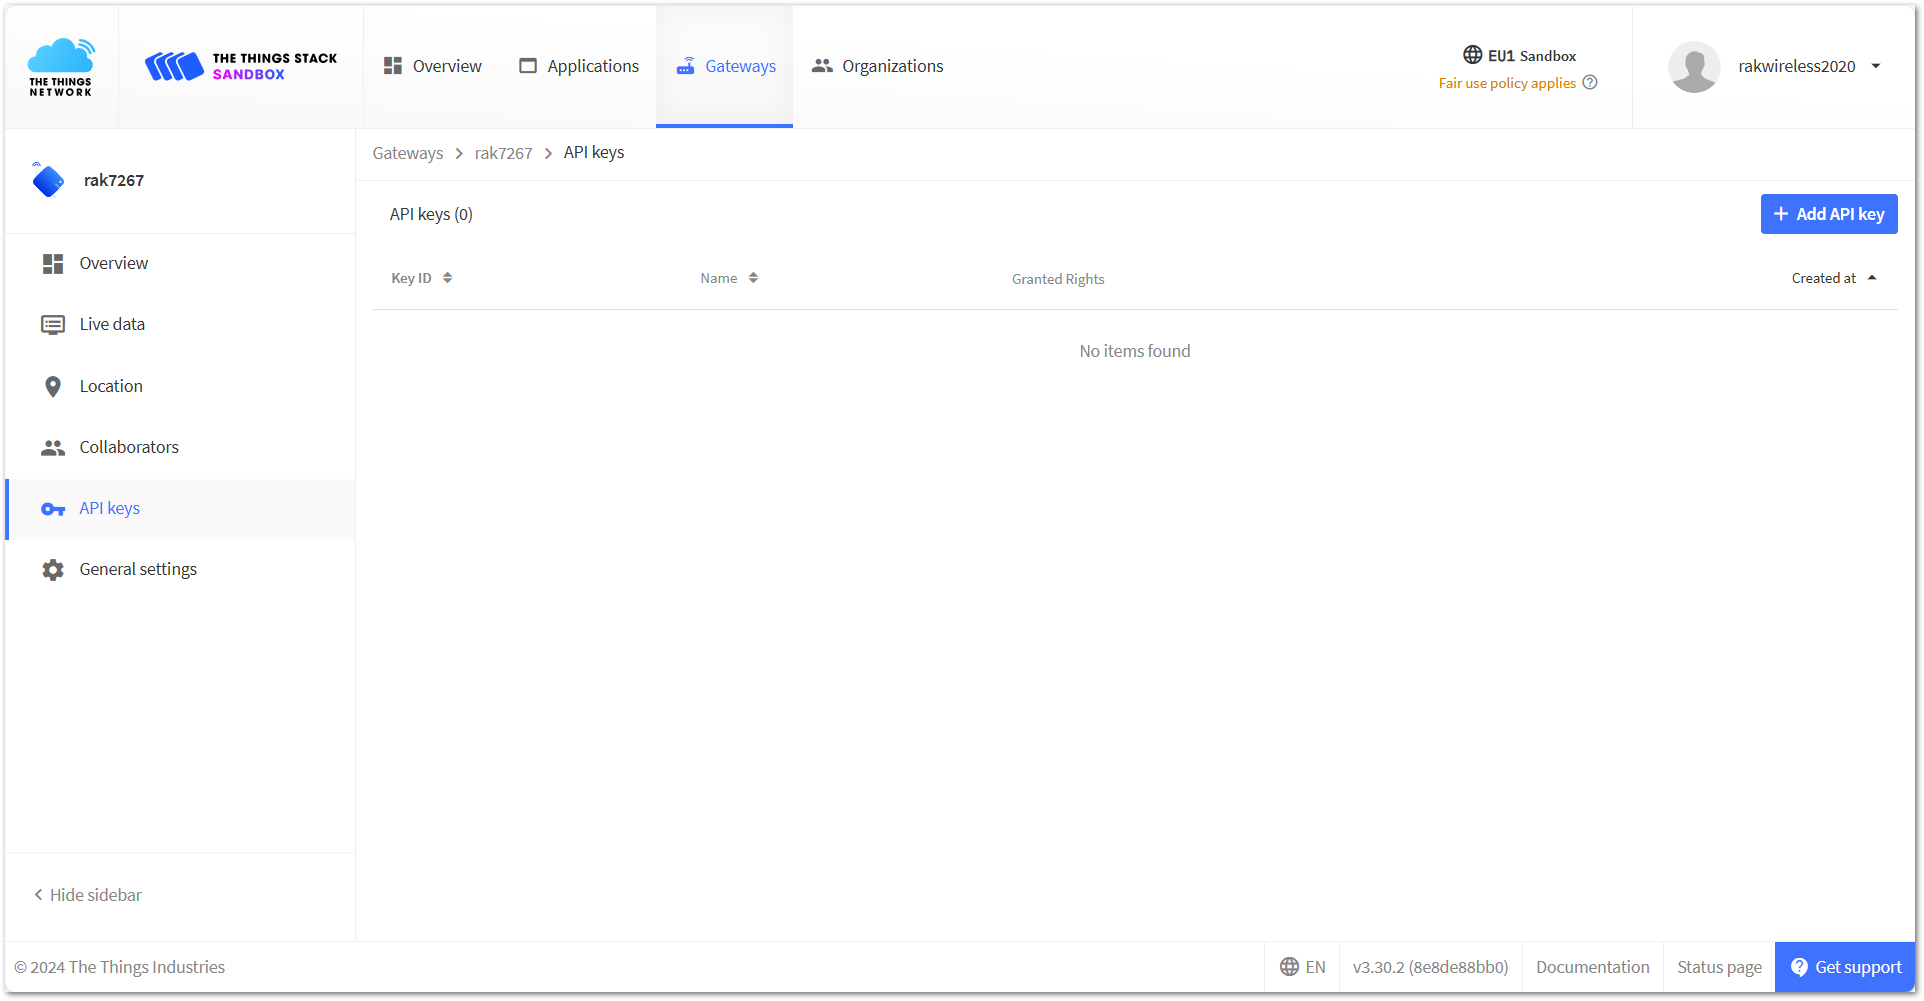 THE THINGS
NETWORK
THE THINGS STACK
SANDBOX
Overview
Applications
Gateways
Organizations
EU1 Sandbox
Fair use policy applies
rakwireless2020
rak7267
Overview
Live data
Location
Collaborators
API keys
General settings
Hide sidebar
Gateways > rak7267 > API keys
API keys (0)
+ Add API key
Key ID Name Granted Rights Created at
No items found
© 2024 The Things Industries
EN
v3.30.2 (8e8de88bb0)
Documentation
Status page
Get support